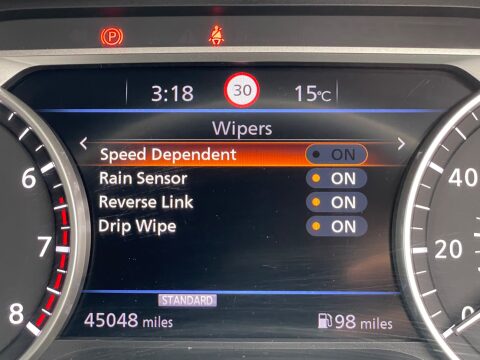 P
3:18 30 15°C
Wipers
Speed Dependent ON
Rain Sensor ON
Reverse Link ON
Drip Wipe ON
6
7
8
40
20
0
STANDARD
45048 miles 98 miles